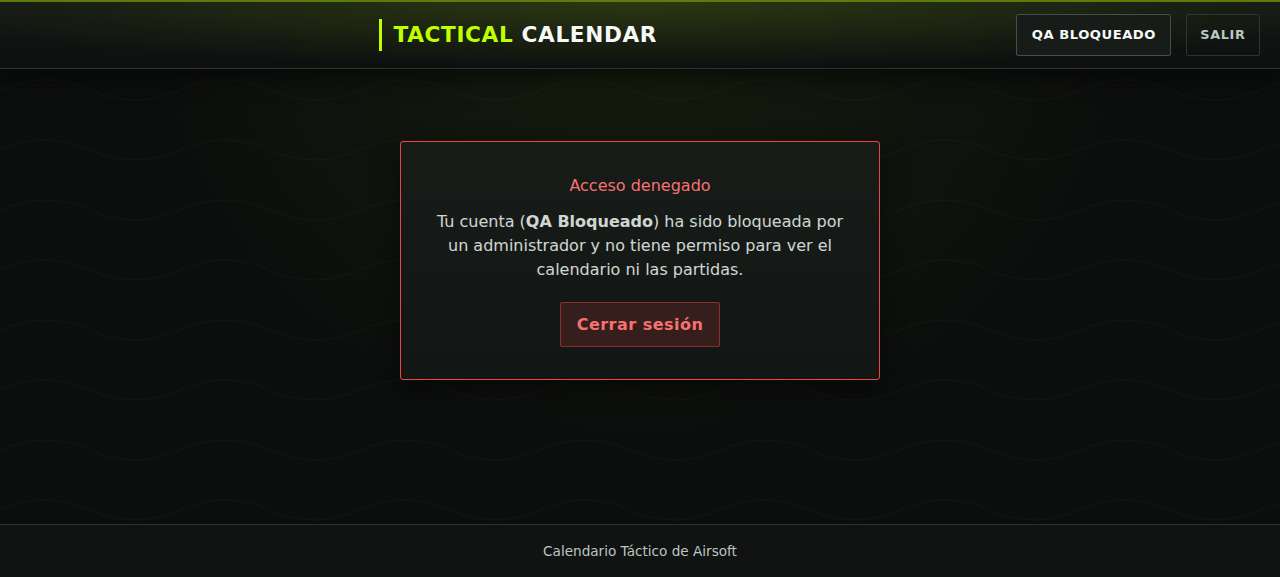 TACTICAL CALENDAR
QA BLOQUEADO
SALIR
Acceso denegado
Tu cuenta (QA Bloqueado) ha sido bloqueada por
un administrador y no tiene permiso para ver el
calendario ni las partidas.
Cerrar sesión
Calendario Táctico de Airsoft